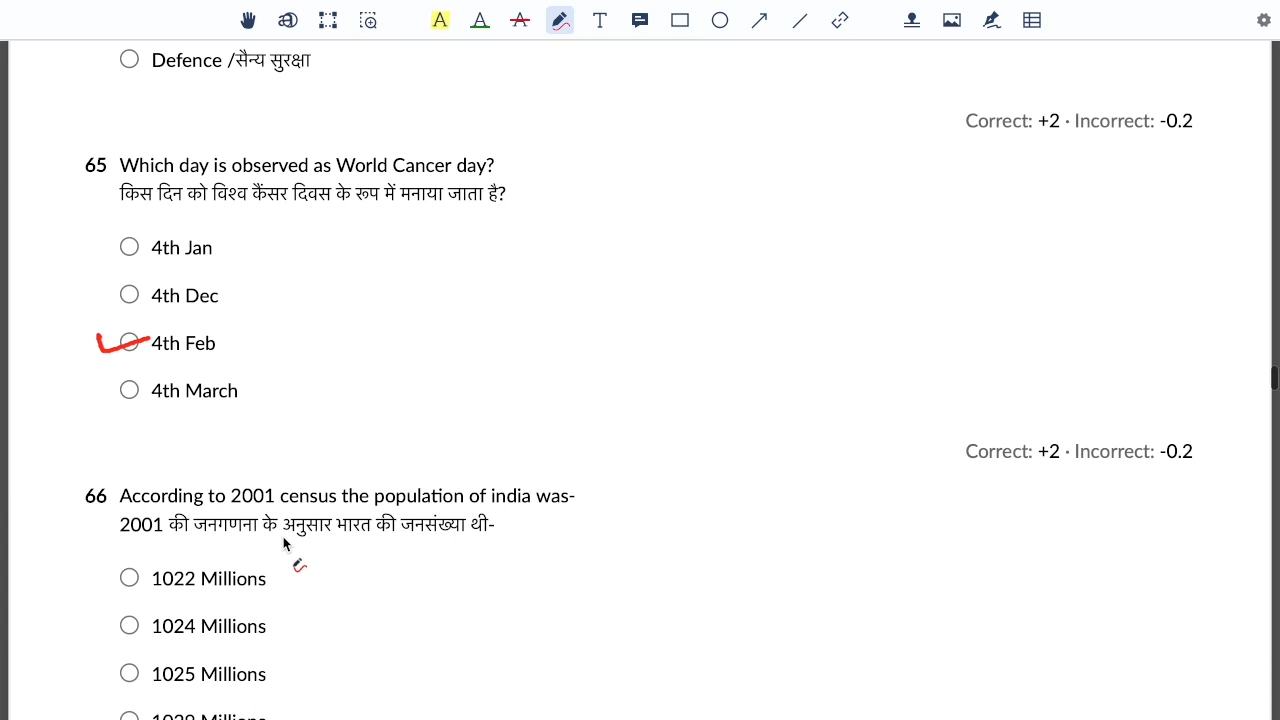 Defence /सैन्य सुरक्षा
Correct: +2 · Incorrect: -0.2
65 Which day is observed as World Cancer day?
किस दिन को विश्व कैंसर दिवस के रूप में मनाया जाता है?
4th Jan
4th Dec
4th Feb
4th March
Correct: +2 · Incorrect: -0.2
66 According to 2001 census the population of india was-
2001 की जनगणना के अनुसार भारत की जनसंख्या थी-
1022 Millions
1024 Millions
1025 Millions